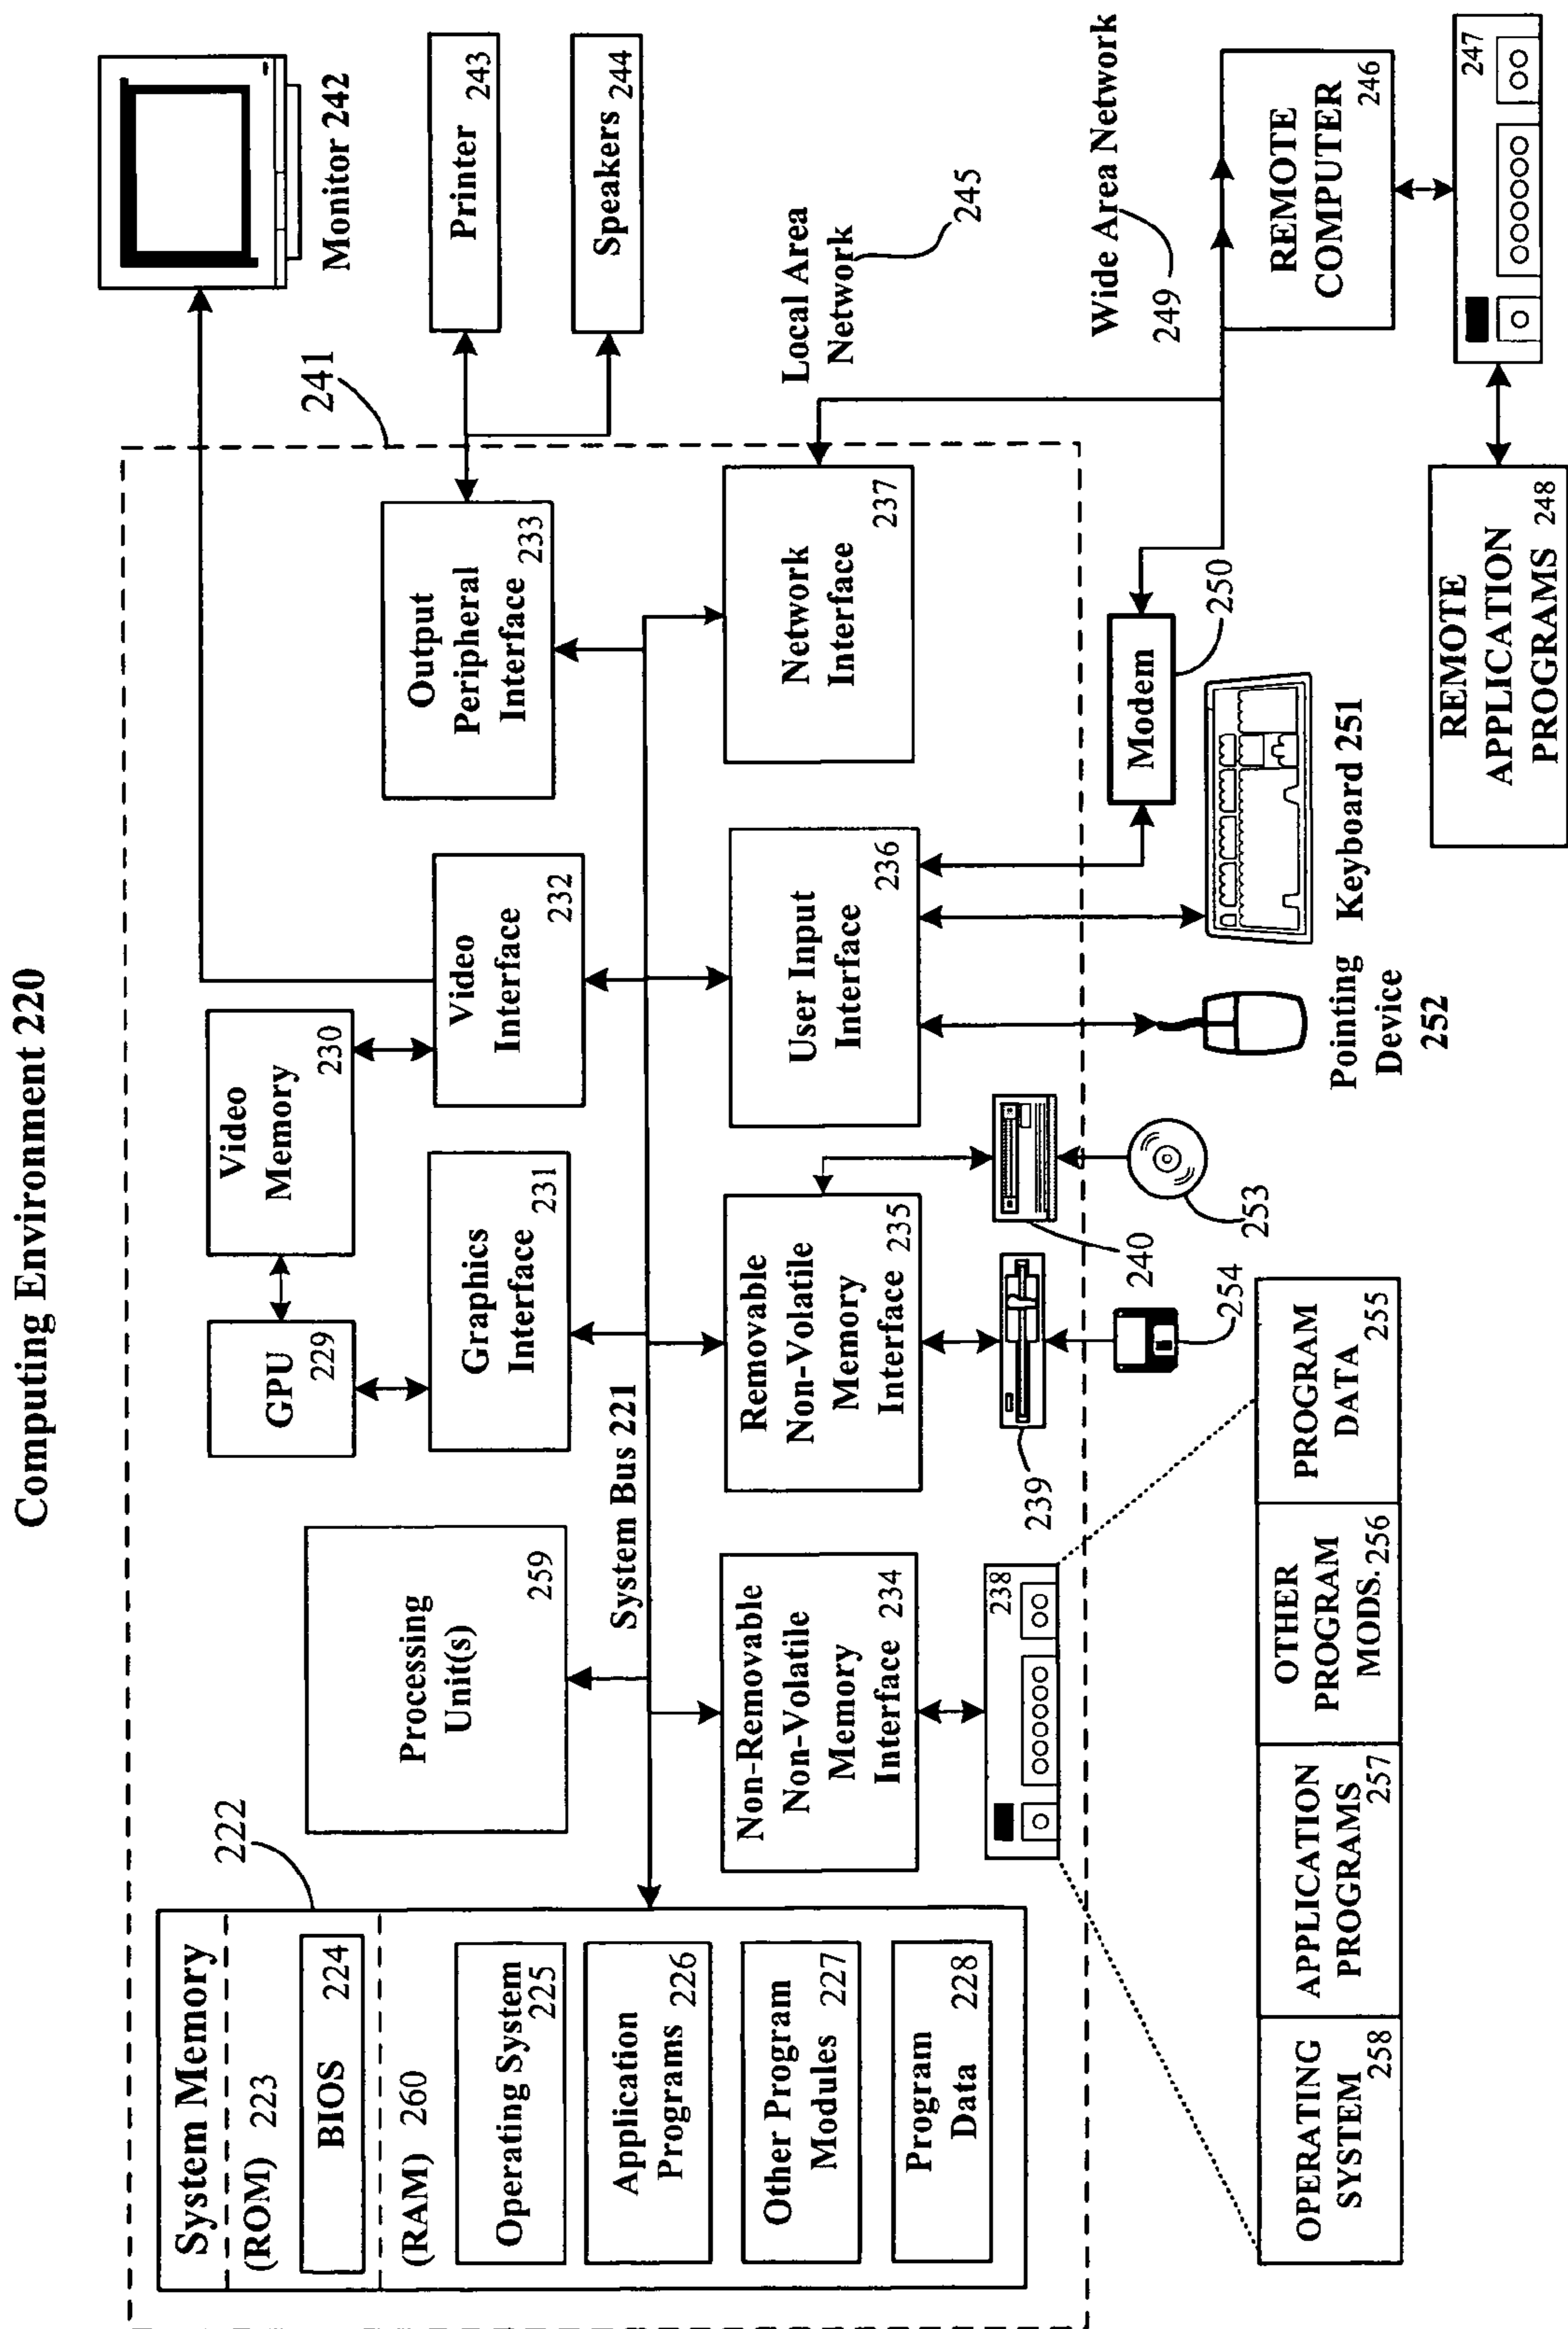 Computing Environment 220
222
System Memory
(ROM) 223
BIOS 224
(RAM) 260
Operating System
225
Application
Programs 226
Other Program
Modules 227
Program
Data 228
Processing
Unit(s)
259
GPU
229
Video
Memory
230
Graphics
Interface
231
Video
Interface
232
Output
Peripheral
Interface 233
241
Monitor 242
Printer 243
Speakers 244
System Bus 221
Non-Removable
Non-Volatile
Memory
Interface 234
Removable
Non-Volatile
Memory
Interface 235
User Input
Interface
236
Network
Interface
237
Local Area
Network
245
238
239
240
253
254
Pointing
Device
252
Keyboard 251
Modem
250
Wide Area Network
249
REMOTE
COMPUTER
246
247
REMOTE
APPLICATION
PROGRAMS 248
OPERATING
SYSTEM
258
APPLICATION
PROGRAMS
257
OTHER
PROGRAM
MODS. 256
PROGRAM
DATA
255